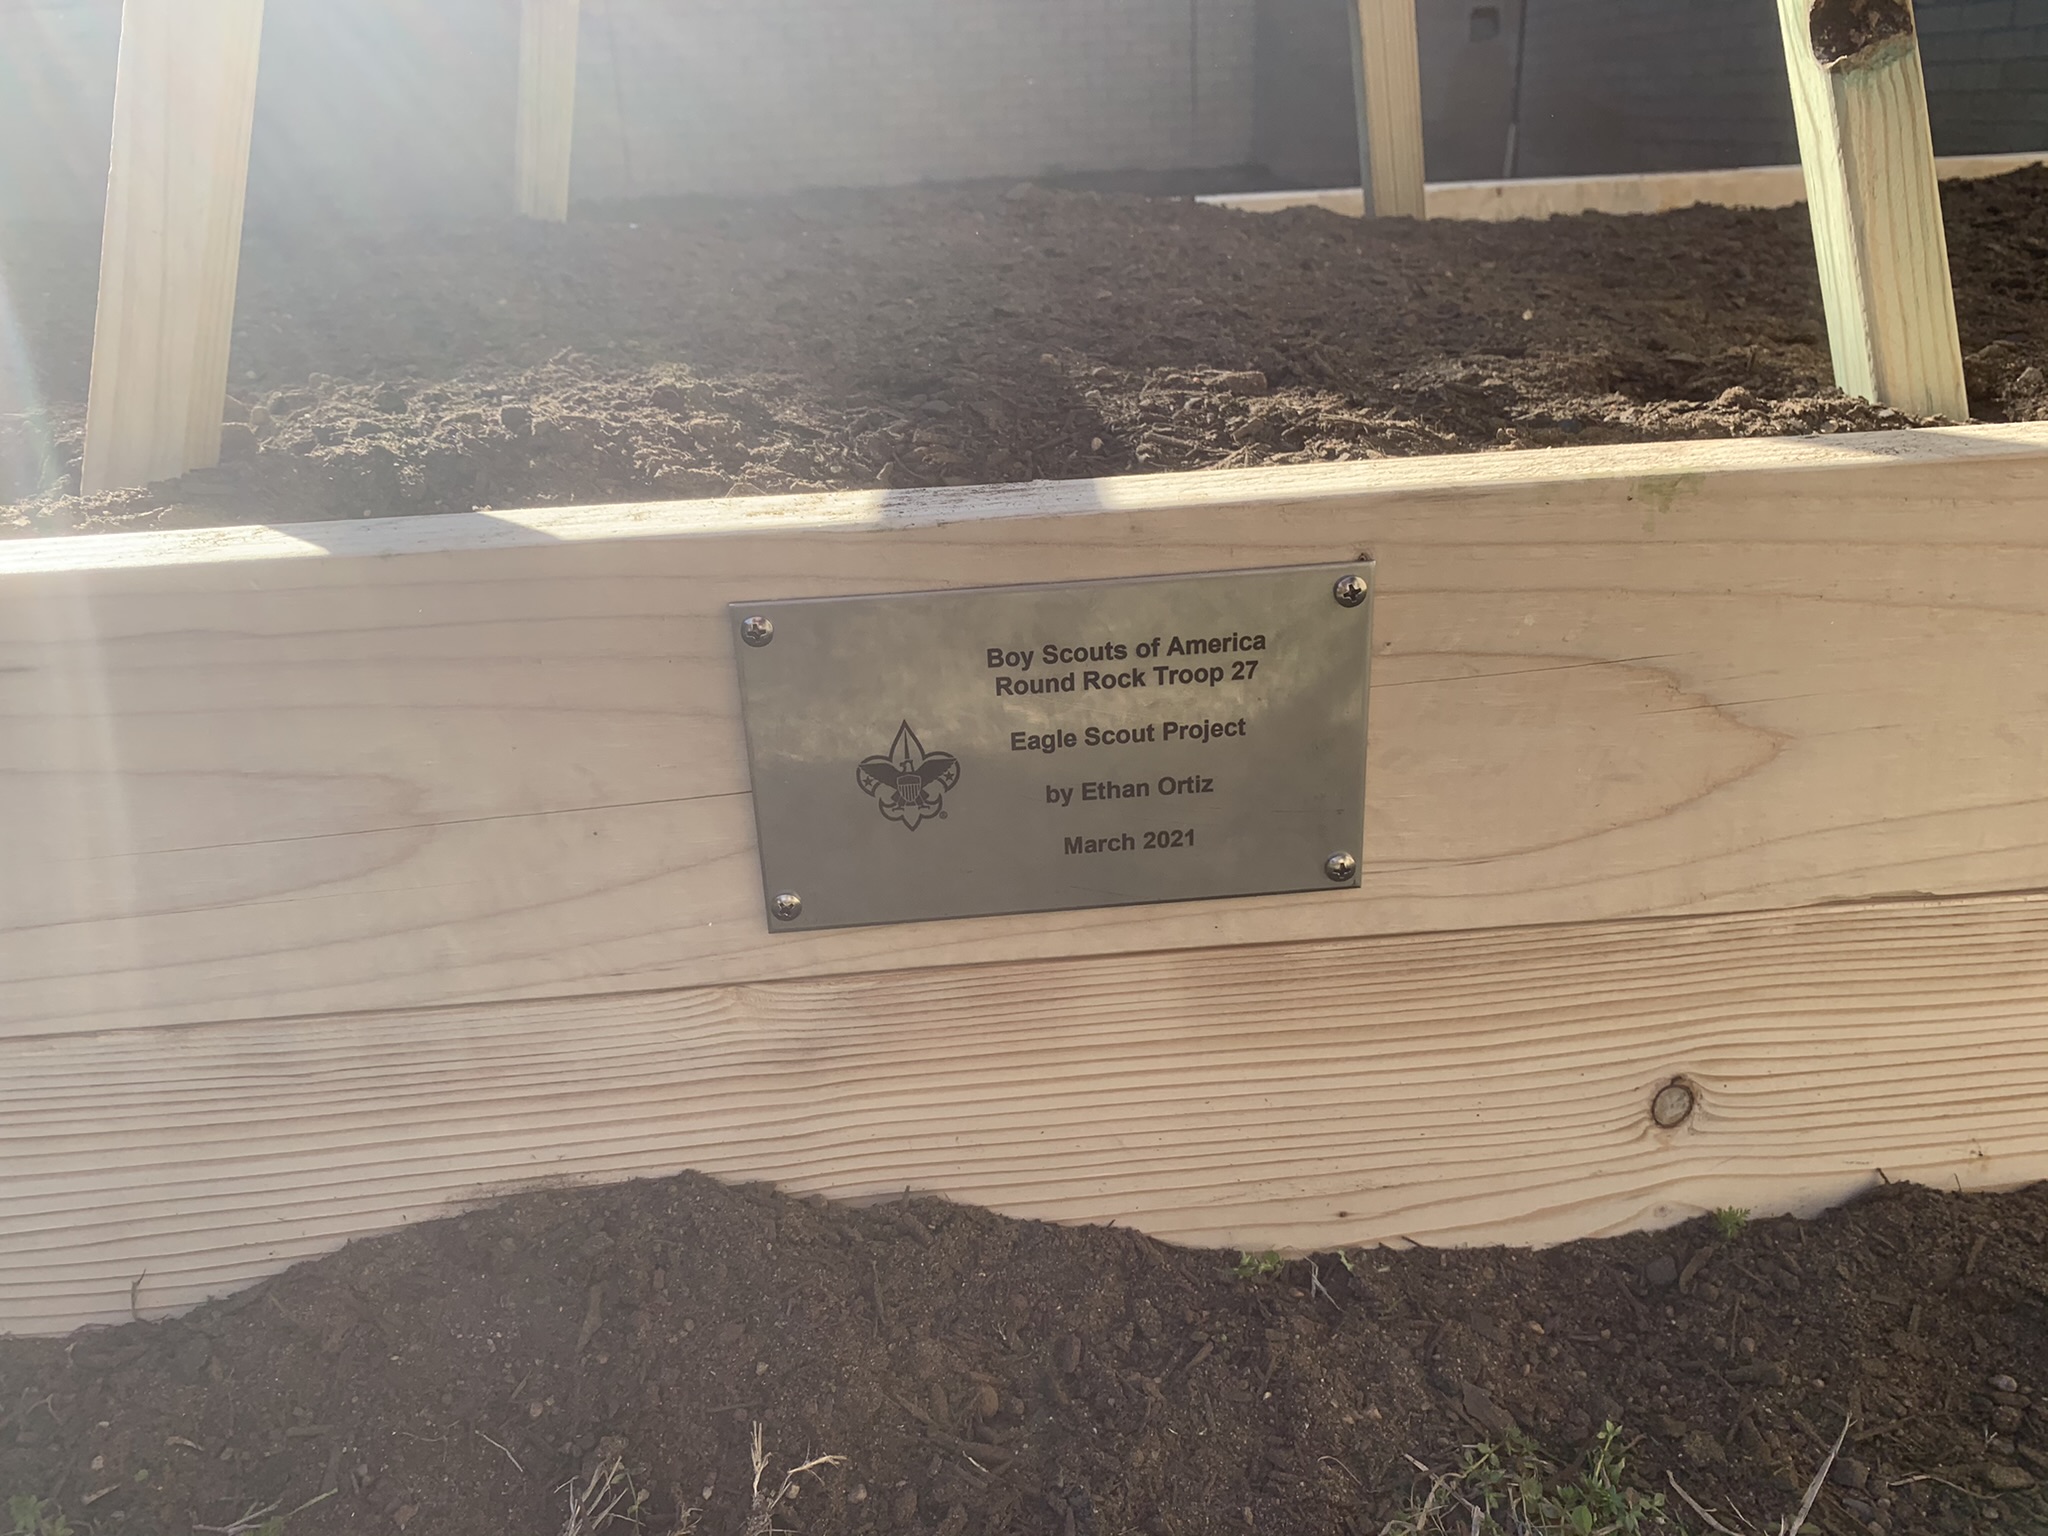 Boy Scouts of America
Round Rock Troop 27
Eagle Scout Project
by Ethan Ortiz
March 2021